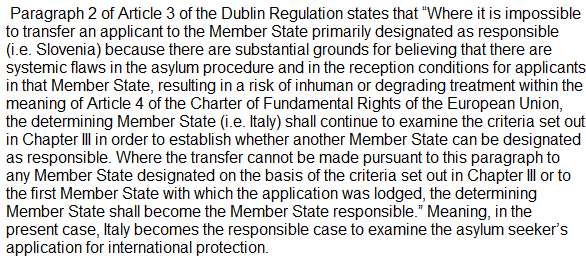 Paragraph 2 of Article 3 of the Dublin Regulation states that “Where it is impossible
to transfer an applicant to the Member State primarily designated as responsible
(i.e. Slovenia) because there are substantial grounds for believing that there are
systemic flaws in the asylum procedure and in the reception conditions for applicants
in that Member State, resulting in a risk of inhuman or degrading treatment within the
meaning of Article 4 of the Charter of Fundamental Rights of the European Union,
the determining Member State (i.e. Italy) shall continue to examine the criteria set out
in Chapter III in order to establish whether another Member State can be designated
as responsible. Where the transfer cannot be made pursuant to this paragraph to
any Member State designated on the basis of the criteria set out in Chapter III or to
the first Member State with which the application was lodged, the determining
Member State shall become the Member State responsible.” Meaning, in the
present case, Italy becomes the responsible case to examine the asylum seeker’s
application for international protection.